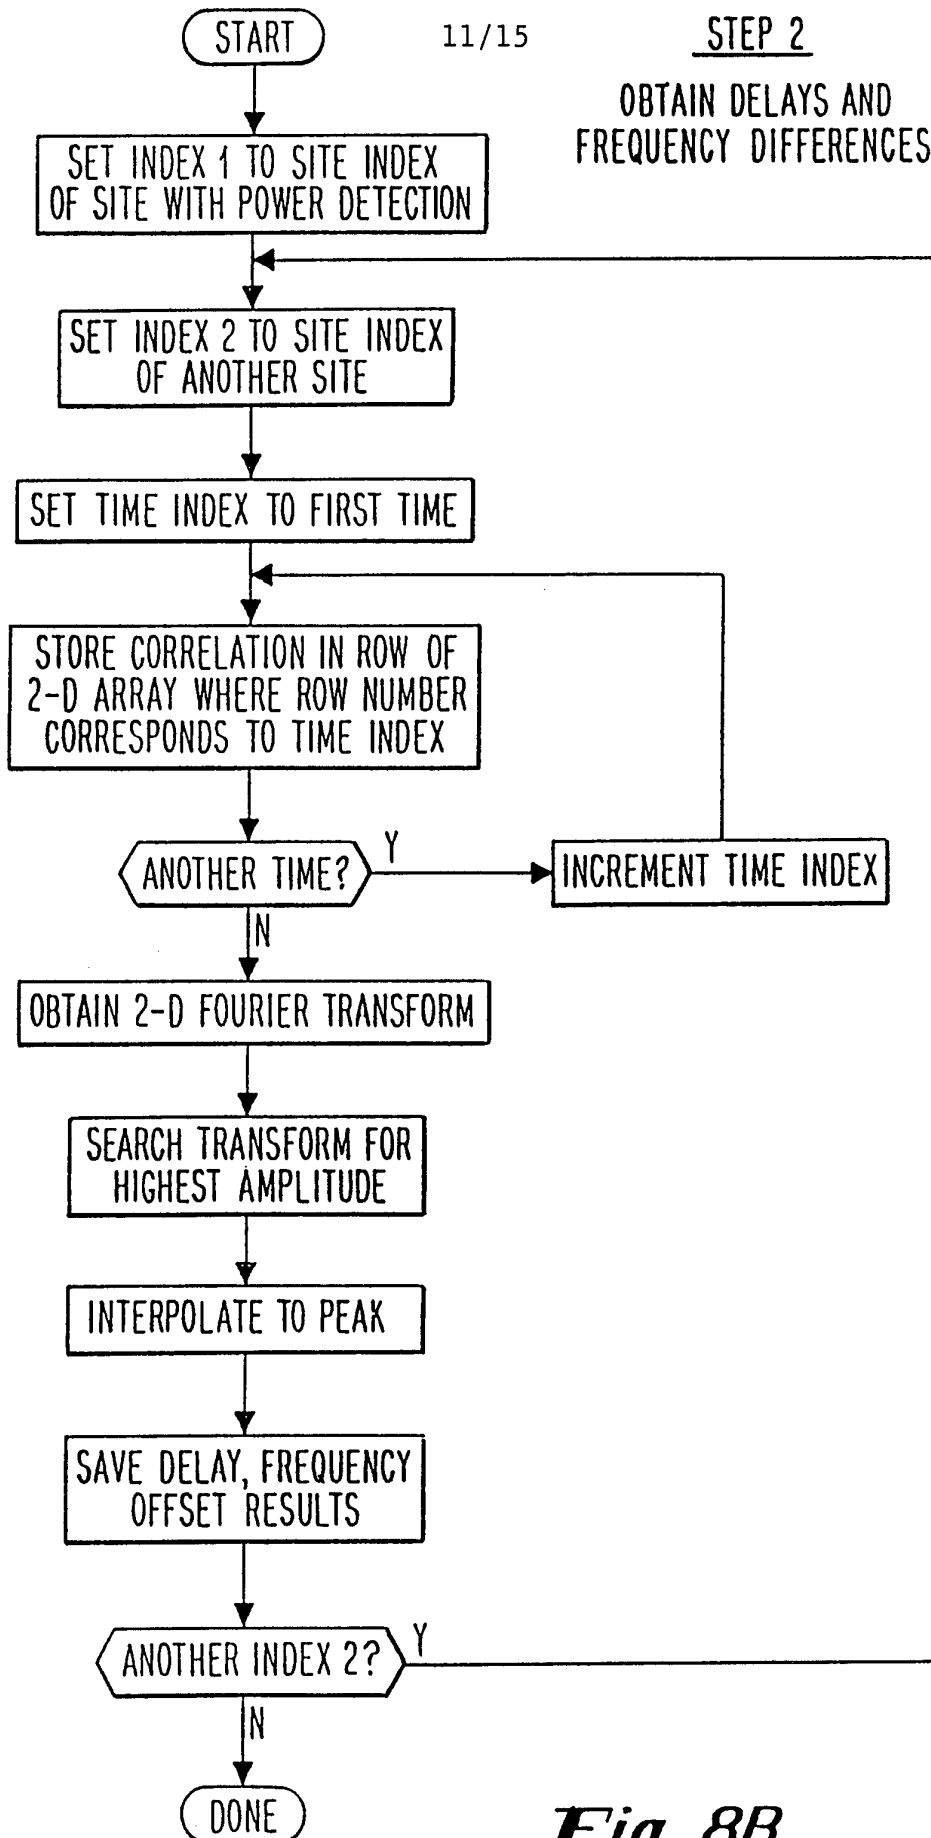 START
11/15
STEP 2
OBTAIN DELAYS AND
FREQUENCY DIFFERENCES
SET INDEX 1 TO SITE INDEX
OF SITE WITH POWER DETECTION
SET INDEX 2 TO SITE INDEX
OF ANOTHER SITE
SET TIME INDEX TO FIRST TIME
STORE CORRELATION IN ROW OF
2-D ARRAY WHERE ROW NUMBER
CORRESPONDS TO TIME INDEX
ANOTHER TIME?
Y
INCREMENT TIME INDEX
N
OBTAIN 2-D FOURIER TRANSFORM
SEARCH TRANSFORM FOR
HIGHEST AMPLITUDE
INTERPOLATE TO PEAK
SAVE DELAY, FREQUENCY
OFFSET RESULTS
ANOTHER INDEX 2?
Y
N
DONE
Fig. 8B